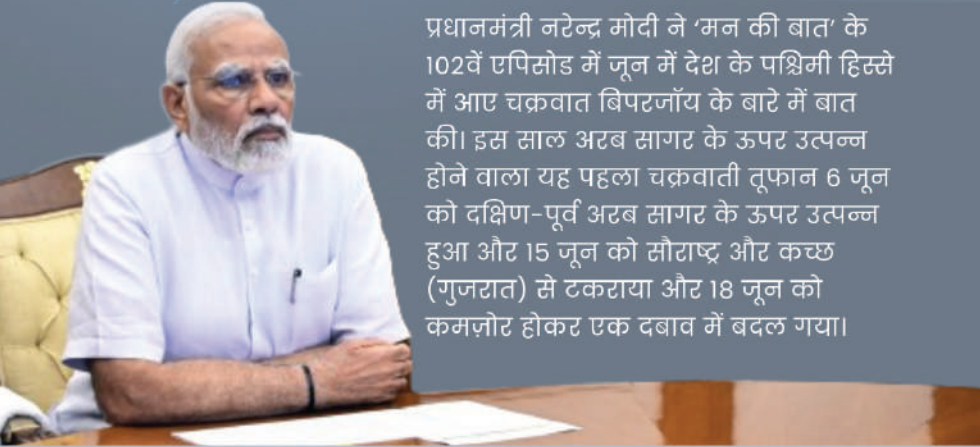 प्रधानमंत्री नरेन्द्र मोदी ने ‘मन की बात’ के
102वें एपिसोड में जून में देश के पश्चिमी हिस्से
में आए चक्रवात बिपरजॉय के बारे में बात
की। इस साल अरब सागर के ऊपर उत्पन्न
होने वाला यह पहला चक्रवाती तूफान 6 जून
को दक्षिण-पूर्व अरब सागर के ऊपर उत्पन्न
हुआ और 15 जून को सौराष्ट्र और कच्छ
(गुजरात) से टकराया और 18 जून को
कमज़ोर होकर एक दबाव में बदल गया।